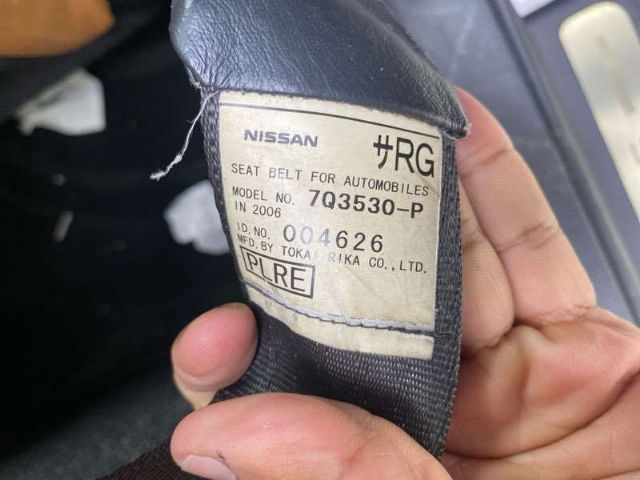 NISSAN サRG
SEAT BELT FOR AUTOMOBILES
MODEL NO. 7Q3530-P
IN 2006
I.D. NO. 004626
MFD. BY TOKAI RIKA CO., LTD.
PLRE